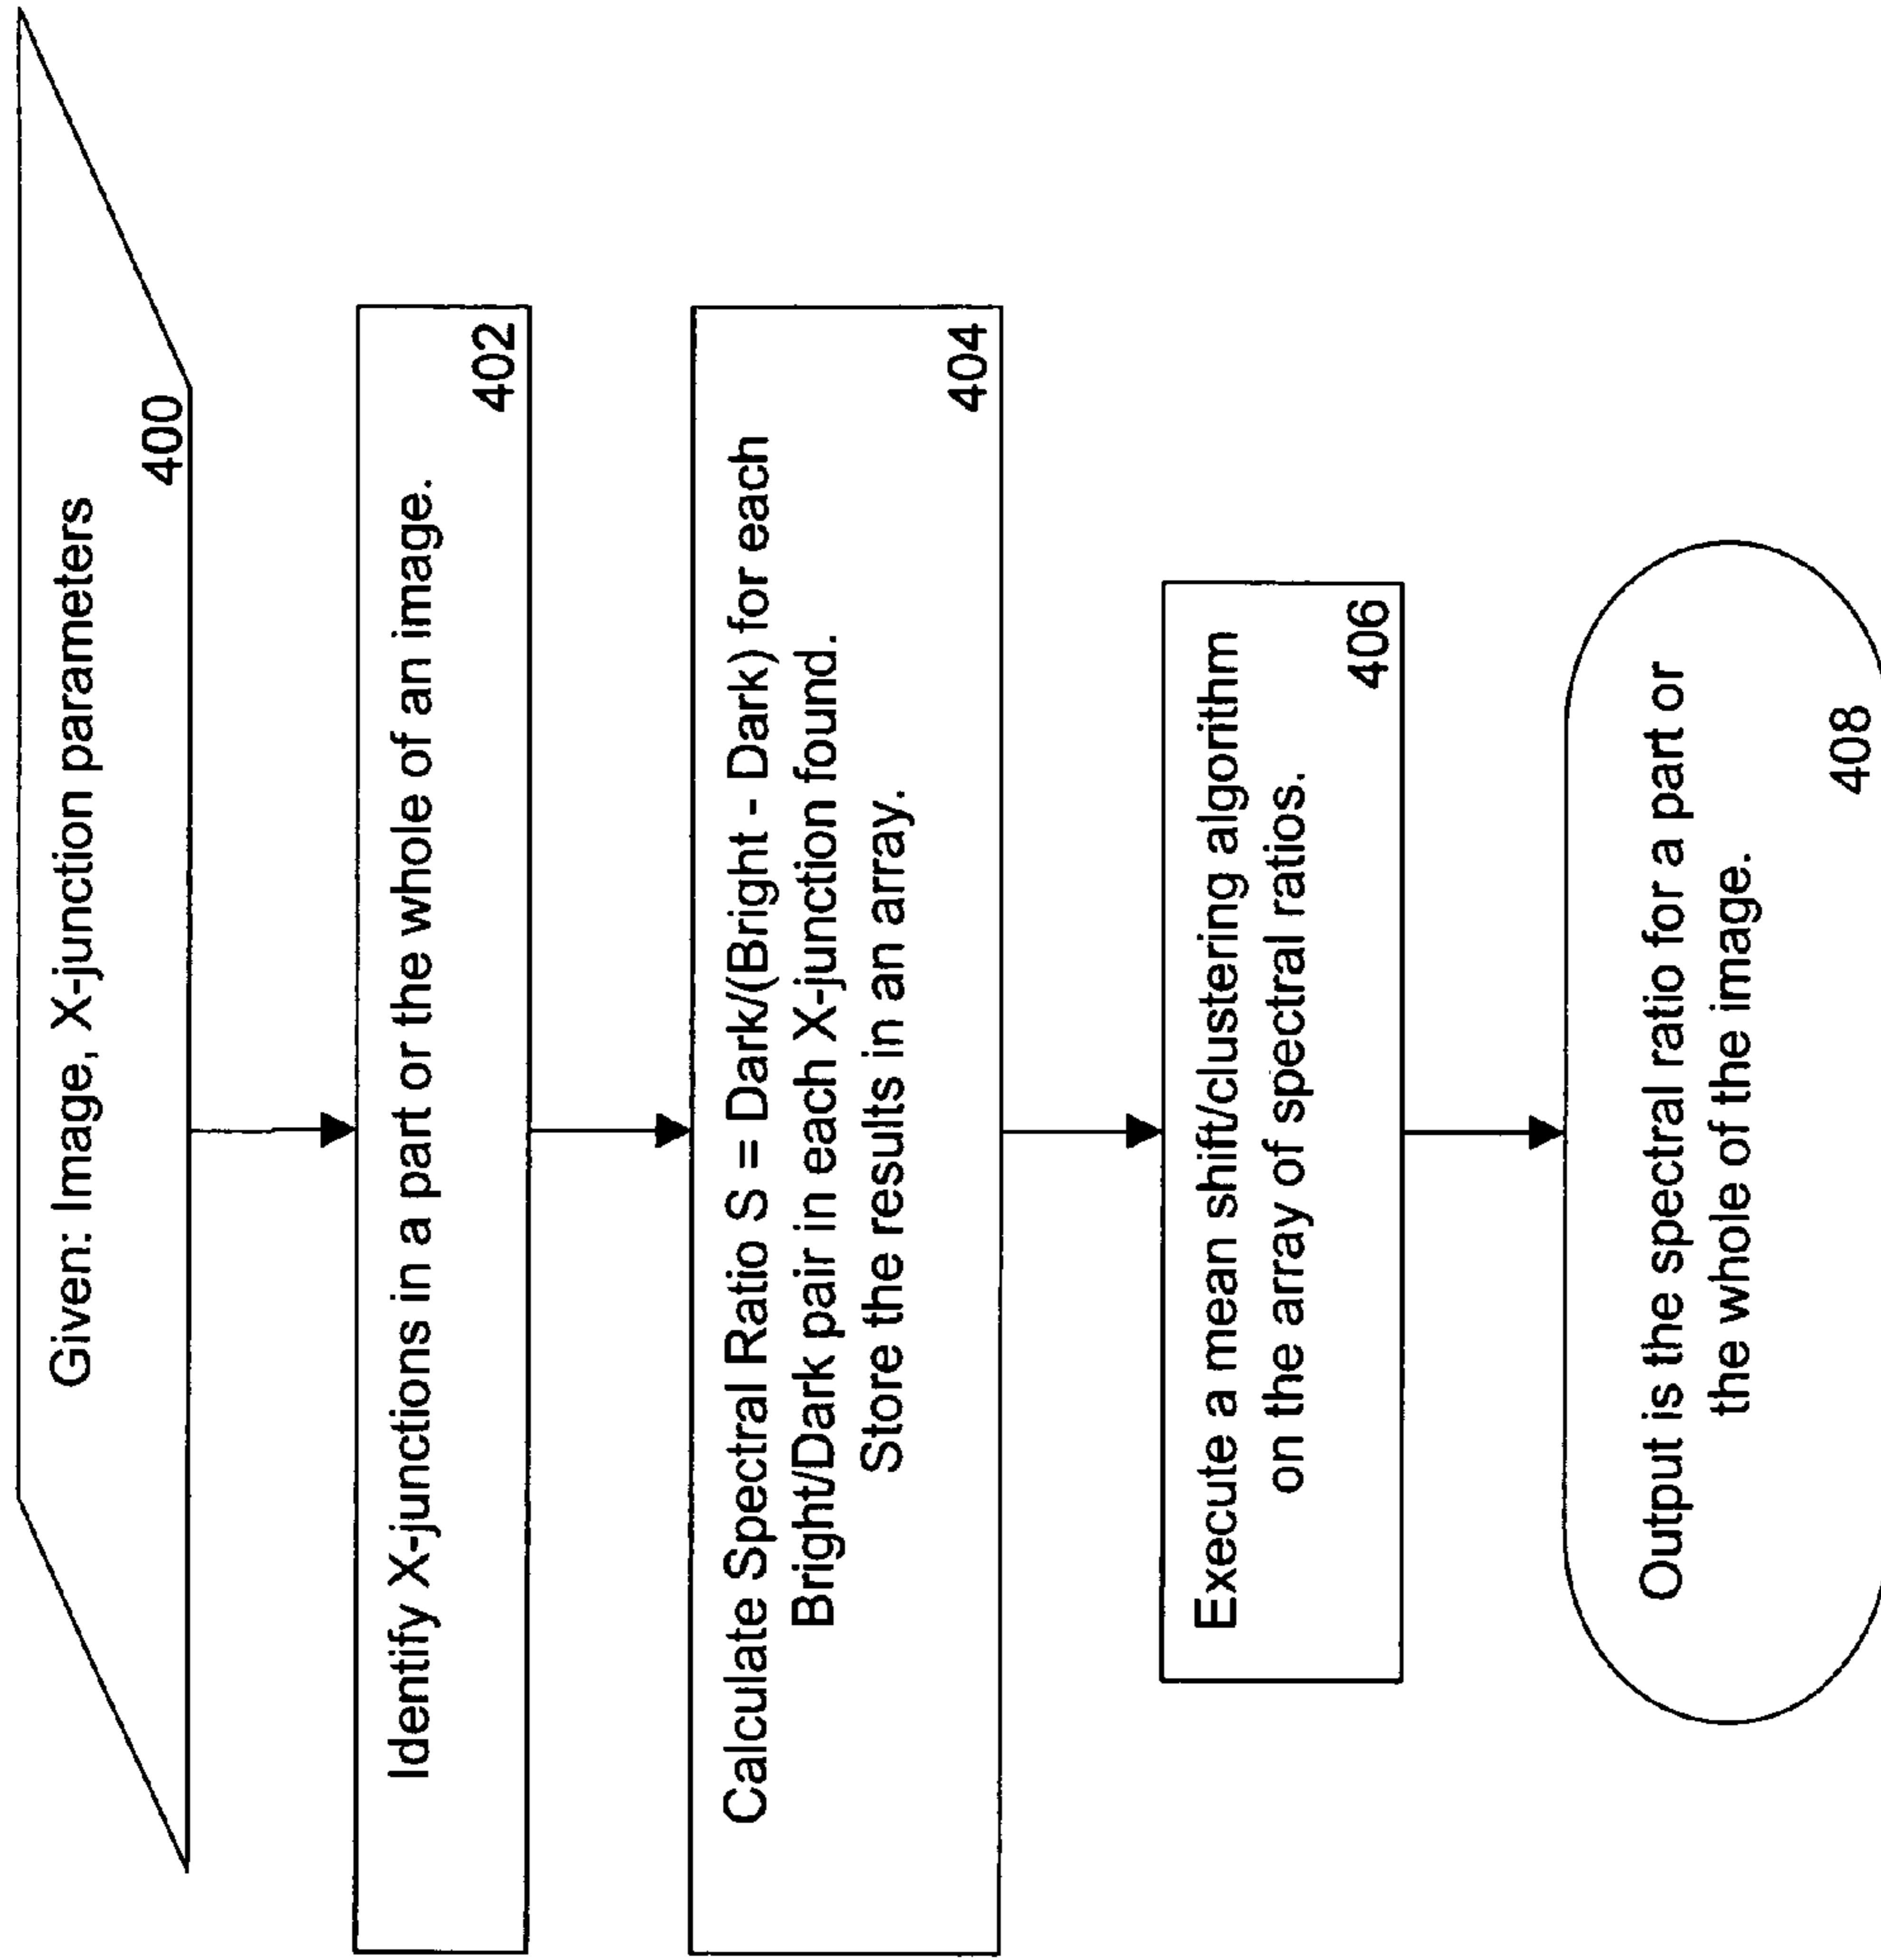 Given: Image, X-junction parameters
400
Identify X-junctions in a part or the whole of an image.
402
Calculate Spectral Ratio S = Dark/(Bright - Dark) for each
Bright/Dark pair in each X-junction found.
Store the results in an array.
404
Execute a mean shift/clustering algorithm
on the array of spectral ratios.
406
Output is the spectral ratio for a part or
the whole of the image.
408